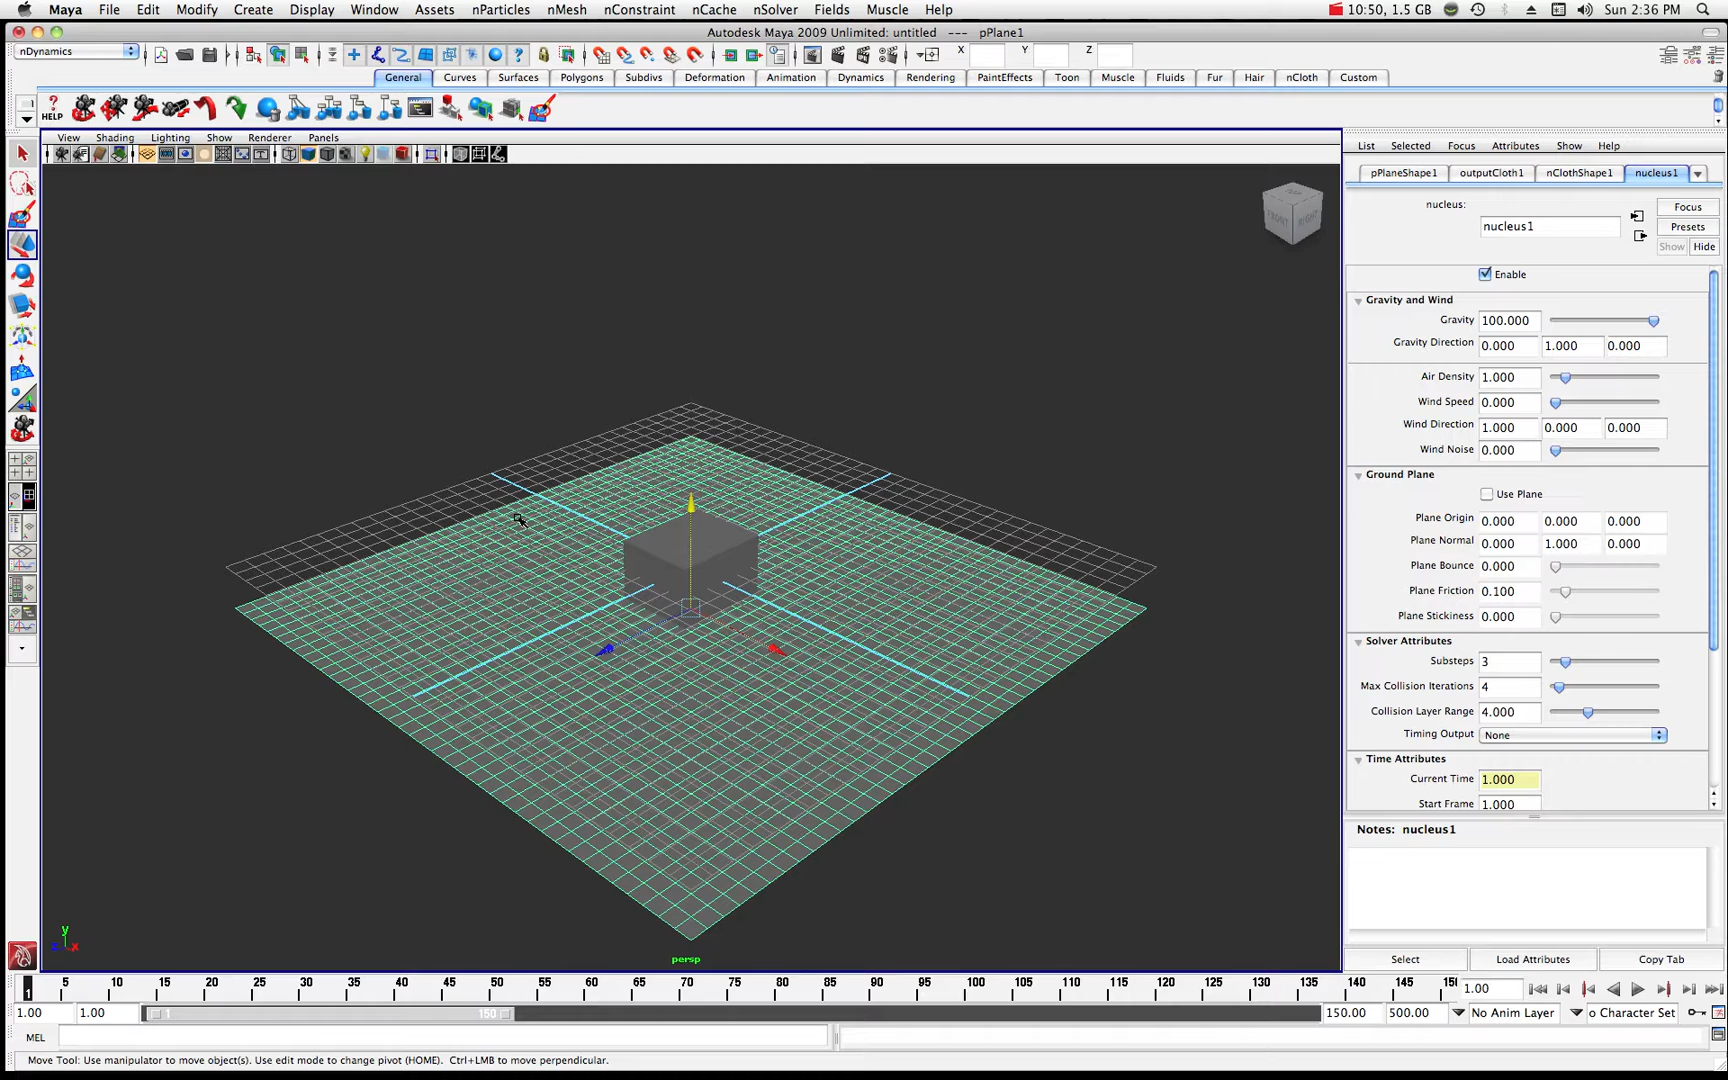 Maya File Edit Modify Create Display Window Assets nParticles nMesh nConstraint nCache nSolver Fields Muscle Help
10:50, 1.5 GB Sun 2:36 PM
Autodesk Maya 2009 Unlimited: untitled --- pPlane1
nDynamics X Y Z
General Curves Surfaces Polygons Subdivs Deformation Animation Dynamics Rendering PaintEffects Toon Muscle Fluids Fur Hair nCloth Custom
HELP
View Shading Lighting Show Renderer Panels
List Selected Focus Attributes Show Help
pPlaneShape1 outputCloth1 nClothShape1 nucleus1
nucleus: nucleus1
Focus
Presets
Show Hide
Enable
Gravity and Wind
Gravity 100.000
Gravity Direction 0.000 1.000 0.000
Air Density 1.000
Wind Speed 0.000
Wind Direction 1.000 0.000 0.000
Wind Noise 0.000
Ground Plane
Use Plane
Plane Origin 0.000 0.000 0.000
Plane Normal 0.000 1.000 0.000
Plane Bounce 0.000
Plane Friction 0.100
Plane Stickiness 0.000
Solver Attributes
Substeps 3
Max Collision Iterations 4
Collision Layer Range 4.000
Timing Output None
Time Attributes
Current Time 1.000
Start Frame 1.000
Notes: nucleus1
Select Load Attributes Copy Tab
FRONT RIGHT
y
z x
persp
1 5 10 15 20 25 30 35 40 45 50 55 60 65 70 75 80 85 90 95 100 105 110 115 120 125 130 135 140 145 15
1.00
1.00 1.00 1 150 150.00 500.00 No Anim Layer o Character Set
MEL
Move Tool: Use manipulator to move object(s). Use edit mode to change pivot (HOME). Ctrl+LMB to move perpendicular.